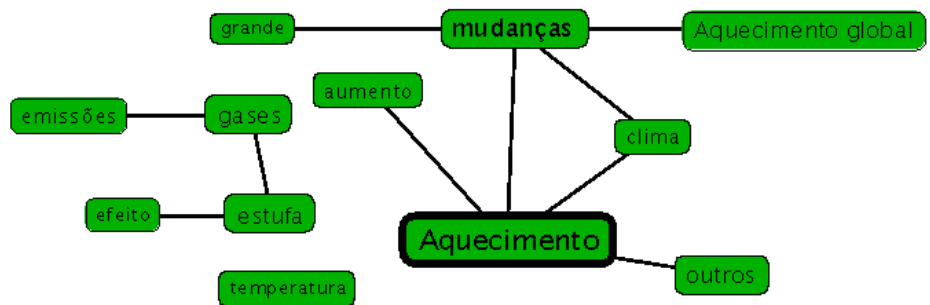 grande
mudanças
Aquecimento global
aumento
emissões
gases
clima
efeito
estufa
Aquecimento
outros
temperatura